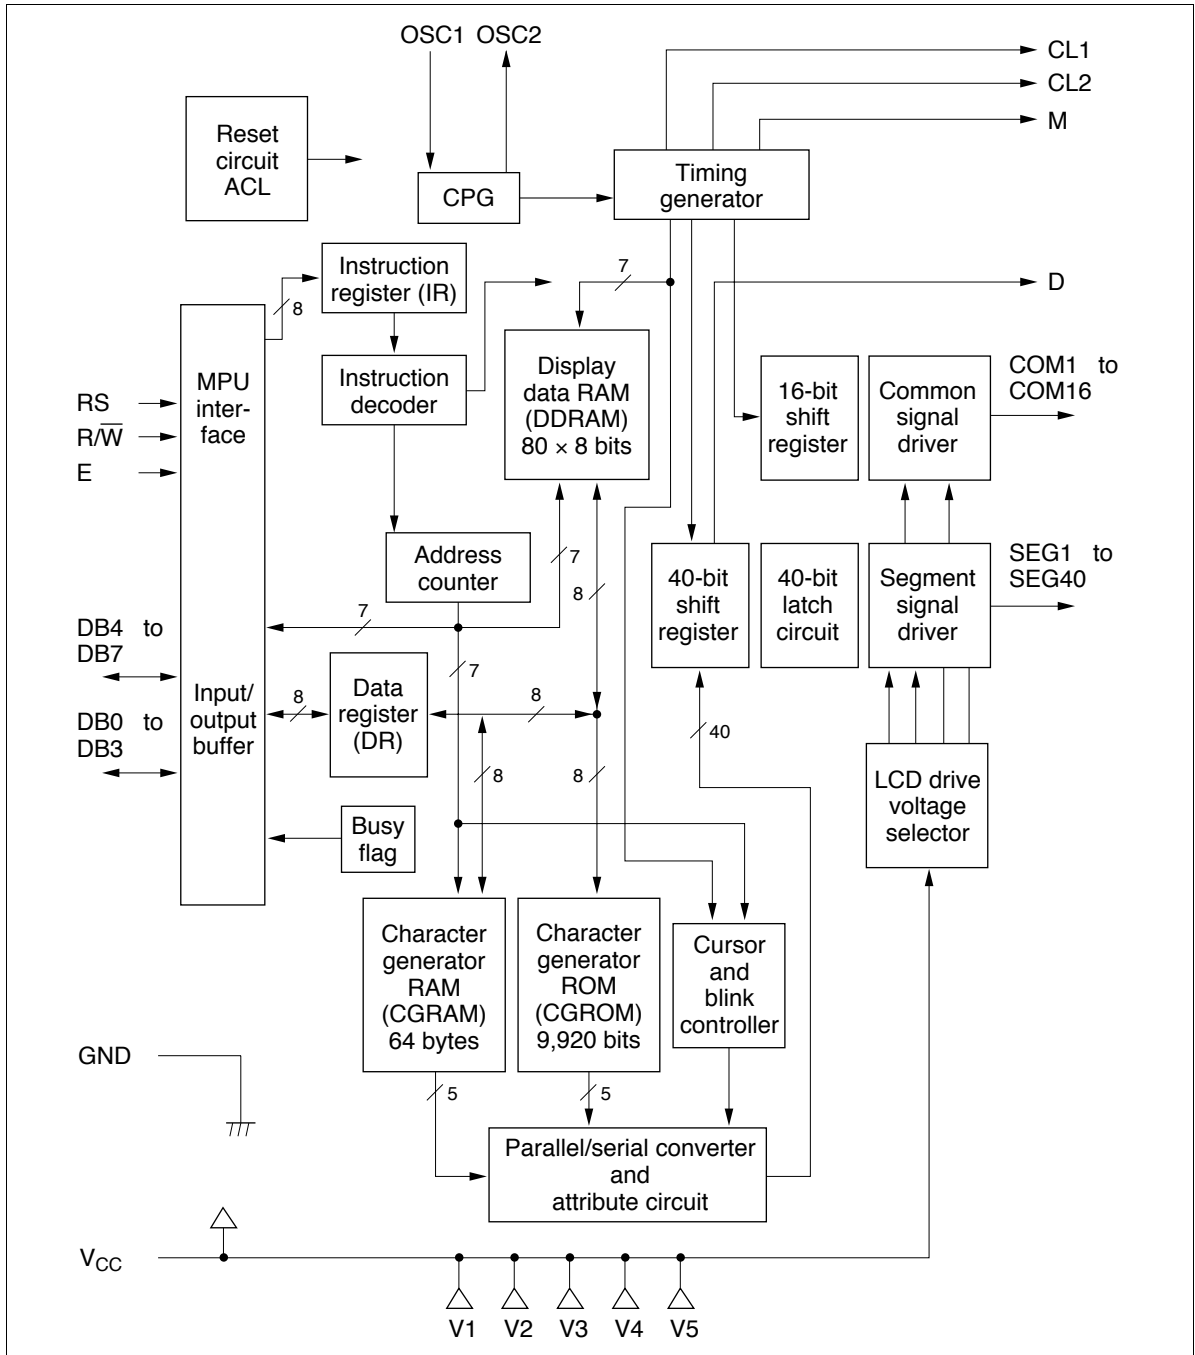 OSC1 OSC2
CL1
CL2
M
Reset
circuit
ACL
CPG
Timing
generator
Instruction
register (IR)
8
7
D
MPU
inter-
face
Instruction
decoder
Display
data RAM
(DDRAM)
80 × 8 bits
16-bit
shift
register
Common
signal
driver
COM1 to
COM16
RS
R/W̅
E
Address
counter
7
8
40-bit
shift
register
40-bit
latch
circuit
Segment
signal
driver
SEG1 to
SEG40
DB4 to
DB7
7
7
DB0 to
DB3
Input/
output
buffer
8
Data
register
(DR)
8
8
8
40
LCD drive
voltage
selector
Busy
flag
Character
generator
RAM
(CGRAM)
64 bytes
Character
generator
ROM
(CGROM)
9,920 bits
Cursor
and
blink
controller
GND
5
5
Parallel/serial converter
and
attribute circuit
VCC
V1 V2 V3 V4 V5